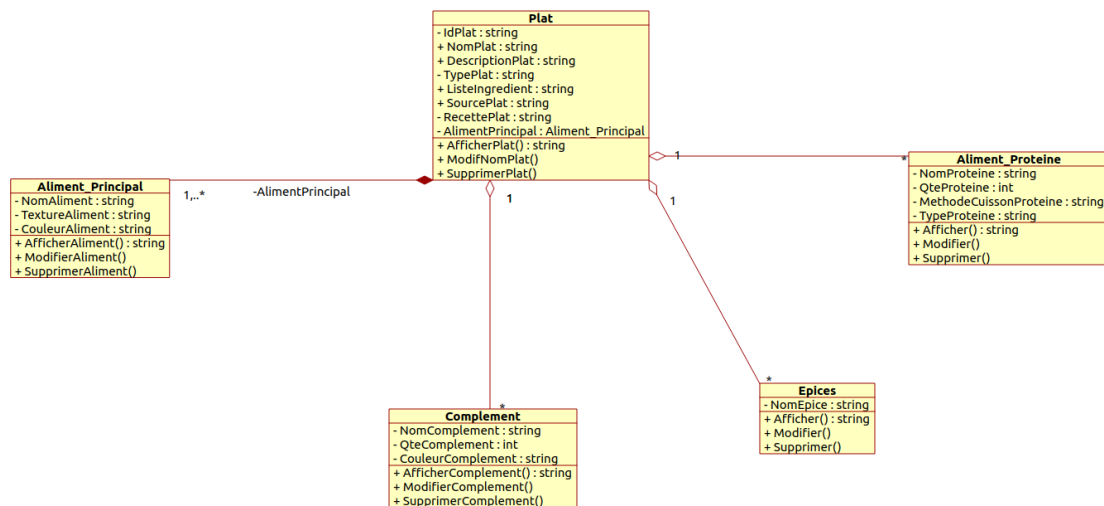 Plat
- IdPlat : string
+ NomPlat : string
+ DescriptionPlat : string
- TypePlat : string
+ ListeIngredient : string
+ SourcePlat : string
- RecettePlat : string
- AlimentPrincipal : Aliment_Principal
+ AfficherPlat() : string
+ ModifNomPlat()
+ SupprimerPlat()
1
*
Aliment_Proteine
- NomProteine : string
- QteProteine : int
- MethodeCuissonProteine : string
- TypeProteine : string
+ Afficher() : string
+ Modifier()
+ Supprimer()
Aliment_Principal
- NomAliment : string
- TextureAliment : string
- CouleurAliment : string
+ AfficherAliment() : string
+ ModifierAliment()
+ SupprimerAliment()
1,..*
-AlimentPrincipal
1
1
*
Complement
- NomComplement : string
- QteComplement : int
- CouleurComplement : string
+ AfficherComplement() : string
+ ModifierComplement()
+ SupprimerComplement()
*
Epices
- NomEpice : string
+ Afficher() : string
+ Modifier()
+ Supprimer()